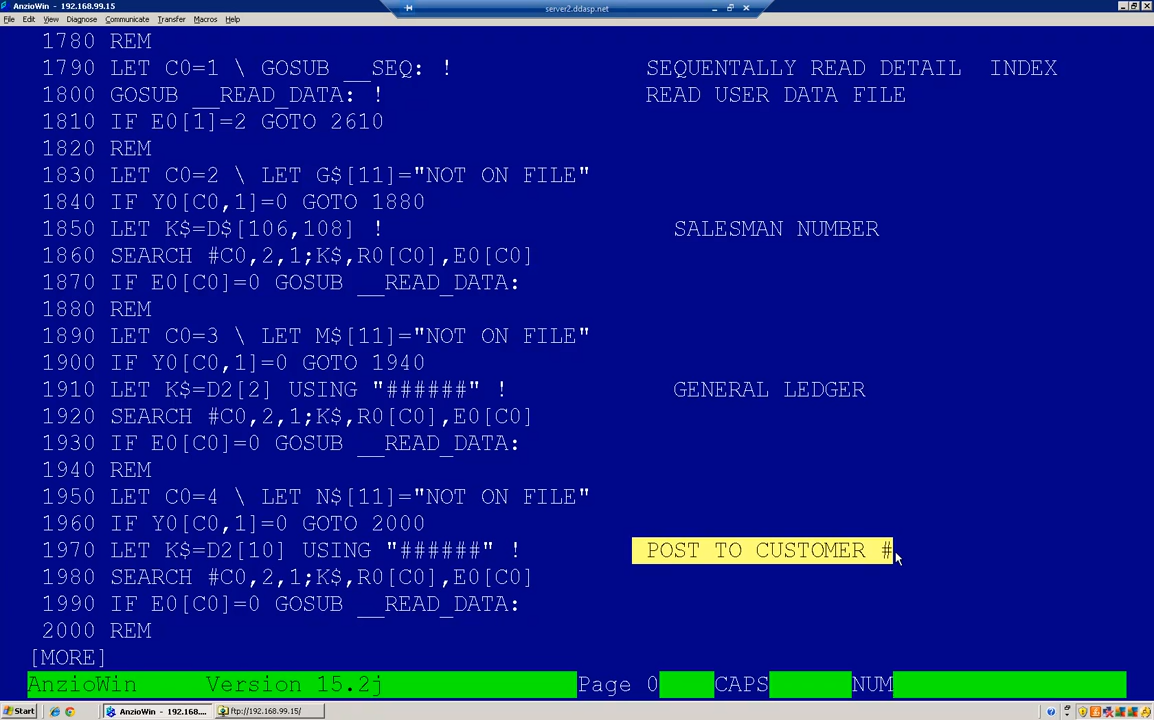 AnzioWin - 192.168.99.15
server2.ddasp.net
File Edit View Diagnose Communicate Transfer Macros Help
1780 REM
1790 LET C0=1 \ GOSUB __SEQ: ! SEQUENTALLY READ DETAIL INDEX
1800 GOSUB __READ_DATA: ! READ USER DATA FILE
1810 IF E0[1]=2 GOTO 2610
1820 REM
1830 LET C0=2 \ LET G$[11]="NOT ON FILE"
1840 IF Y0[C0,1]=0 GOTO 1880
1850 LET K$=D$[106,108] ! SALESMAN NUMBER
1860 SEARCH #C0,2,1;K$,R0[C0],E0[C0]
1870 IF E0[C0]=0 GOSUB __READ_DATA:
1880 REM
1890 LET C0=3 \ LET M$[11]="NOT ON FILE"
1900 IF Y0[C0,1]=0 GOTO 1940
1910 LET K$=D2[2] USING "######" ! GENERAL LEDGER
1920 SEARCH #C0,2,1;K$,R0[C0],E0[C0]
1930 IF E0[C0]=0 GOSUB __READ_DATA:
1940 REM
1950 LET C0=4 \ LET N$[11]="NOT ON FILE"
1960 IF Y0[C0,1]=0 GOTO 2000
1970 LET K$=D2[10] USING "######" ! POST TO CUSTOMER #
1980 SEARCH #C0,2,1;K$,R0[C0],E0[C0]
1990 IF E0[C0]=0 GOSUB __READ_DATA:
2000 REM
[MORE]
AnzioWin Version 15.2j Page 0 CAPS NUM
Start AnzioWin - 192.168.... ftp://192.168.99.15/